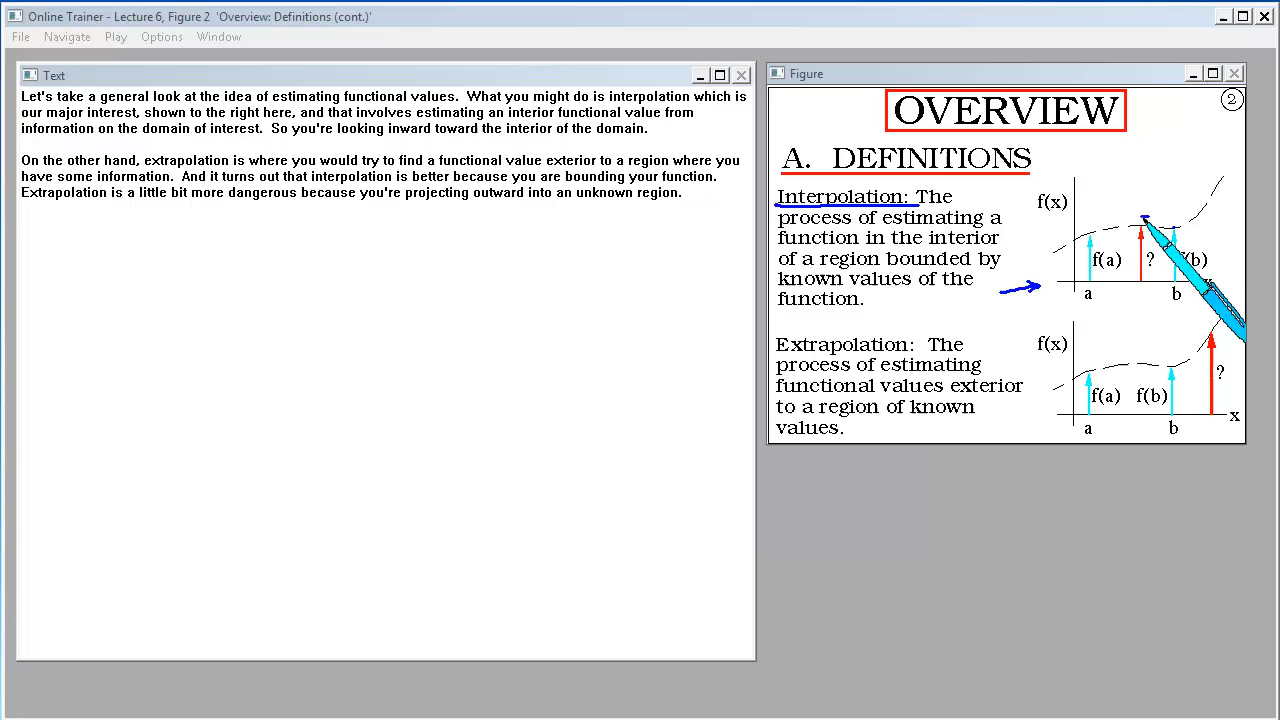 Online Trainer - Lecture 6, Figure 2 'Overview: Definitions (cont.)'
File Navigate Play Options Window
Text
Let's take a general look at the idea of estimating functional values. What you might do is interpolation which is
our major interest, shown to the right here, and that involves estimating an interior functional value from
information on the domain of interest. So you're looking inward toward the interior of the domain.
On the other hand, extrapolation is where you would try to find a functional value exterior to a region where you
have some information. And it turns out that interpolation is better because you are bounding your function.
Extrapolation is a little bit more dangerous because you're projecting outward into an unknown region.
Figure
OVERVIEW
2
A. DEFINITIONS
Interpolation: The
process of estimating a
function in the interior
of a region bounded by
known values of the
function.
f(x)
f(a) ? f(b)
a b
Extrapolation: The
process of estimating
functional values exterior
to a region of known
values.
f(x)
?
f(a) f(b)
x
a b